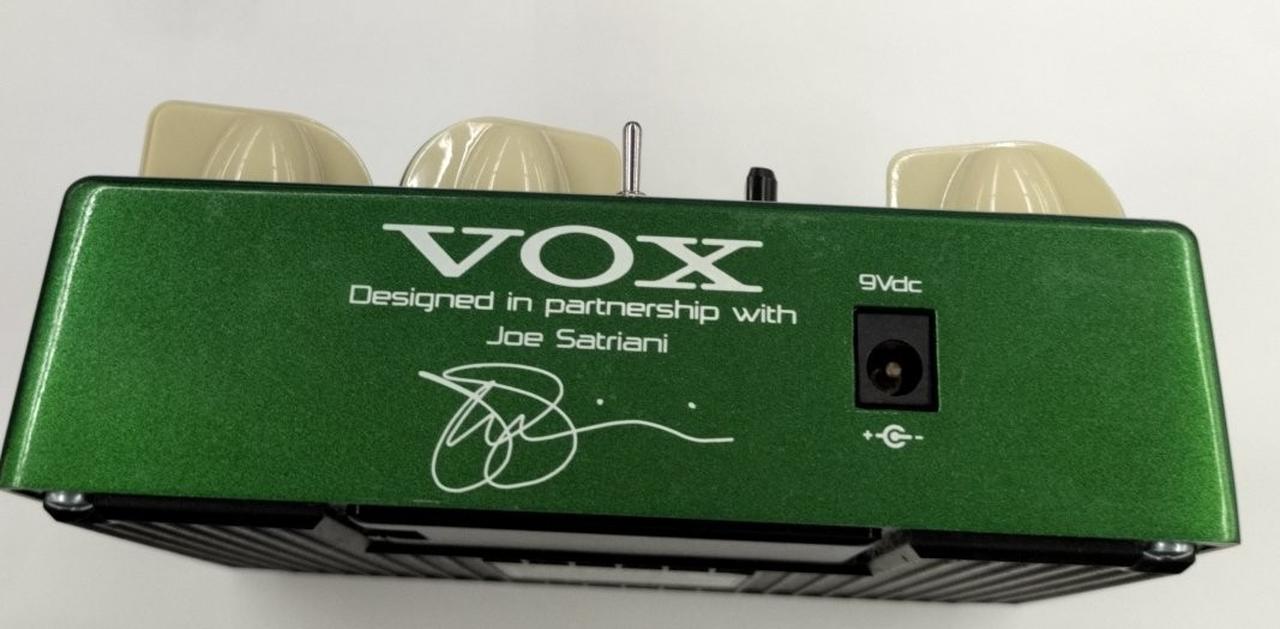 VOX
Designed in partnership with
Joe Satriani
9Vdc
+ -